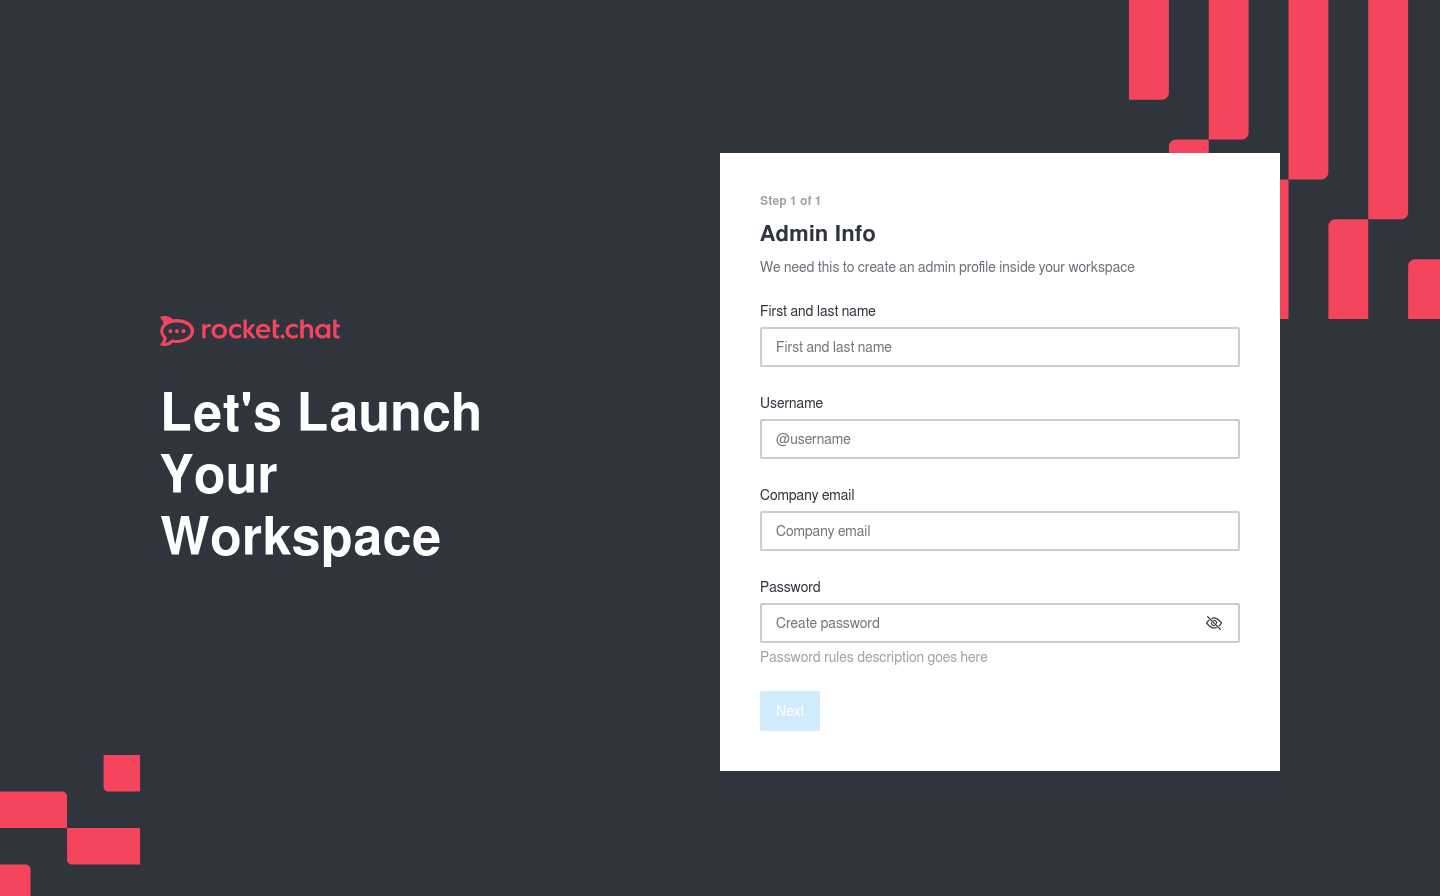 rocket.chat
Let's Launch
Your
Workspace
Step 1 of 1
Admin Info
We need this to create an admin profile inside your workspace
First and last name
First and last name
Username
@username
Company email
Company email
Password
Create password
Password rules description goes here
Next